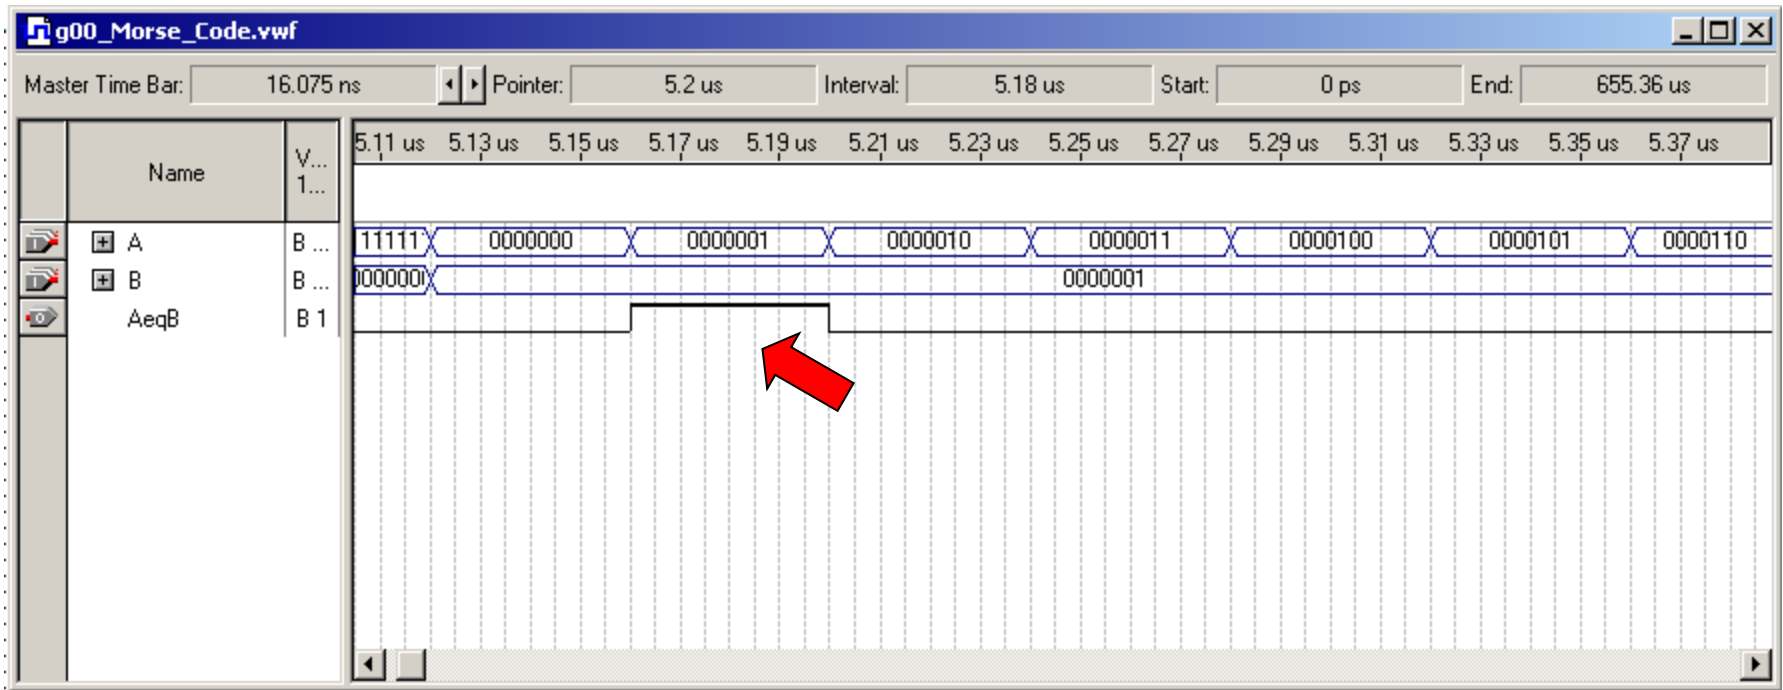 g00_Morse_Code.vwf
Master Time Bar: 16.075 ns Pointer: 5.2 us Interval: 5.18 us Start: 0 ps End: 655.36 us
Name V... 1... 5.11 us 5.13 us 5.15 us 5.17 us 5.19 us 5.21 us 5.23 us 5.25 us 5.27 us 5.29 us 5.31 us 5.33 us 5.35 us 5.37 us
A B ... 11111 0000000 0000001 0000010 0000011 0000100 0000101 0000110
B B ... 000000 0000001
AeqB B 1